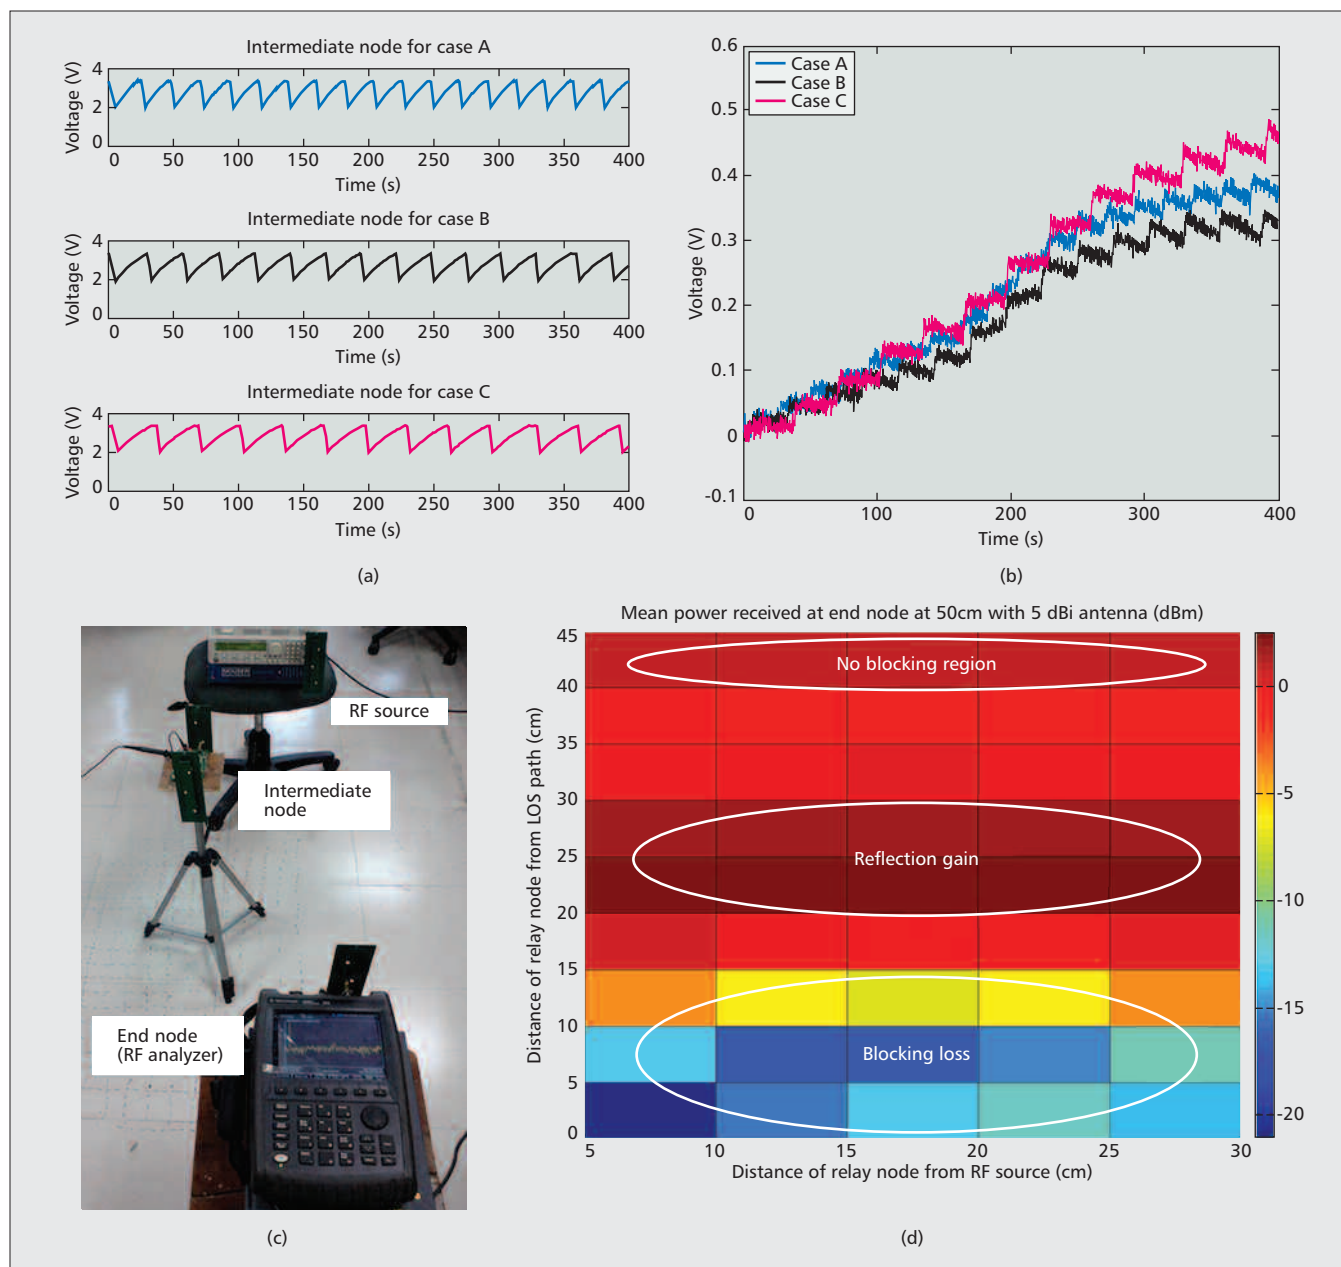 Intermediate node for case A
Voltage (V)
4
2
0
0 50 100 150 200 250 300 350 400
Time (s)
Intermediate node for case B
Voltage (V)
4
2
0
0 50 100 150 200 250 300 350 400
Time (s)
Intermediate node for case C
Voltage (V)
4
2
0
0 50 100 150 200 250 300 350 400
Time (s)
(a)
Case A
Case B
Case C
Voltage (V)
0.6
0.5
0.4
0.3
0.2
0.1
0
-0.1
0 100 200 300 400
Time (s)
(b)
RF source
Intermediate
node
End node
(RF analyzer)
(c)
Mean power received at end node at 50cm with 5 dBi antenna (dBm)
Distance of relay node from LOS path (cm)
45
40
35
30
25
20
15
10
5
0
No blocking region
Reflection gain
Blocking loss
5 10 15 20 25 30
Distance of relay node from RF source (cm)
0
-5
-10
-15
-20
(d)